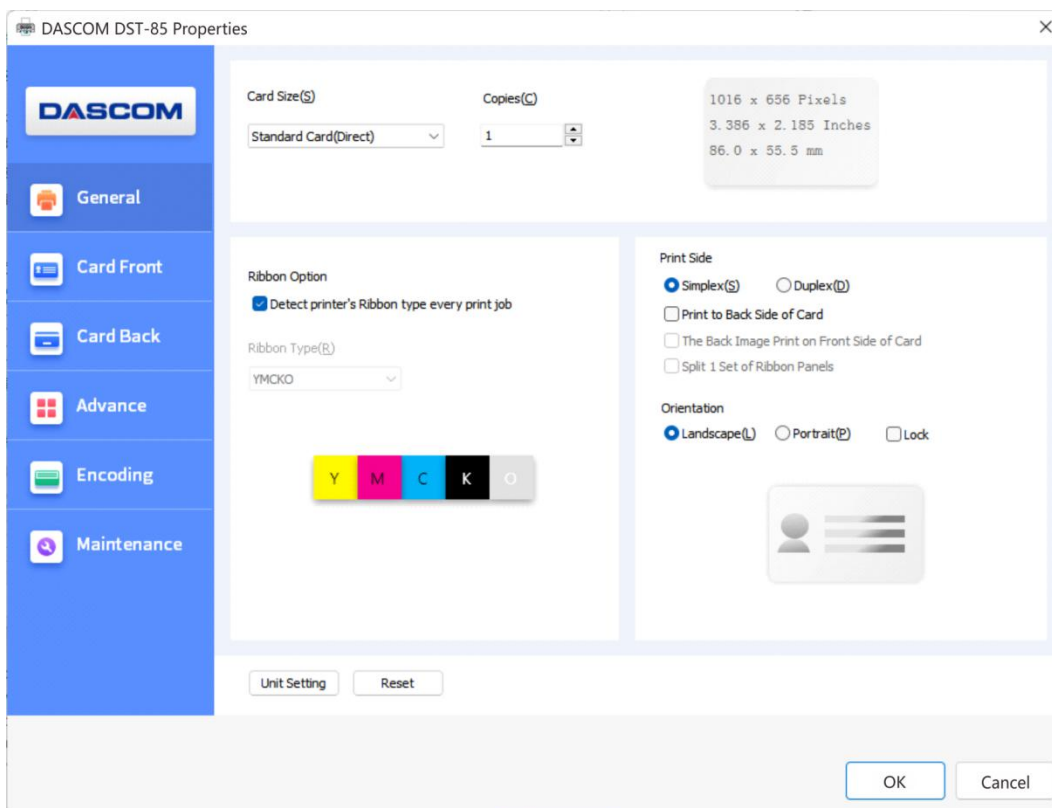 DASCOM DST-85 Properties
DASCOM
General
Card Front
Card Back
Advance
Encoding
Maintenance
Card Size(S)
Standard Card(Direct)
Copies(C)
1
1016 x 656 Pixels
3.386 x 2.185 Inches
86.0 x 55.5 mm
Ribbon Option
Detect printer's Ribbon type every print job
Ribbon Type(R)
YMCKO
Y M C K O
Print Side
Simplex(S) Duplex(D)
Print to Back Side of Card
The Back Image Print on Front Side of Card
Split 1 Set of Ribbon Panels
Orientation
Landscape(L) Portrait(P) Lock
Unit Setting Reset
OK Cancel